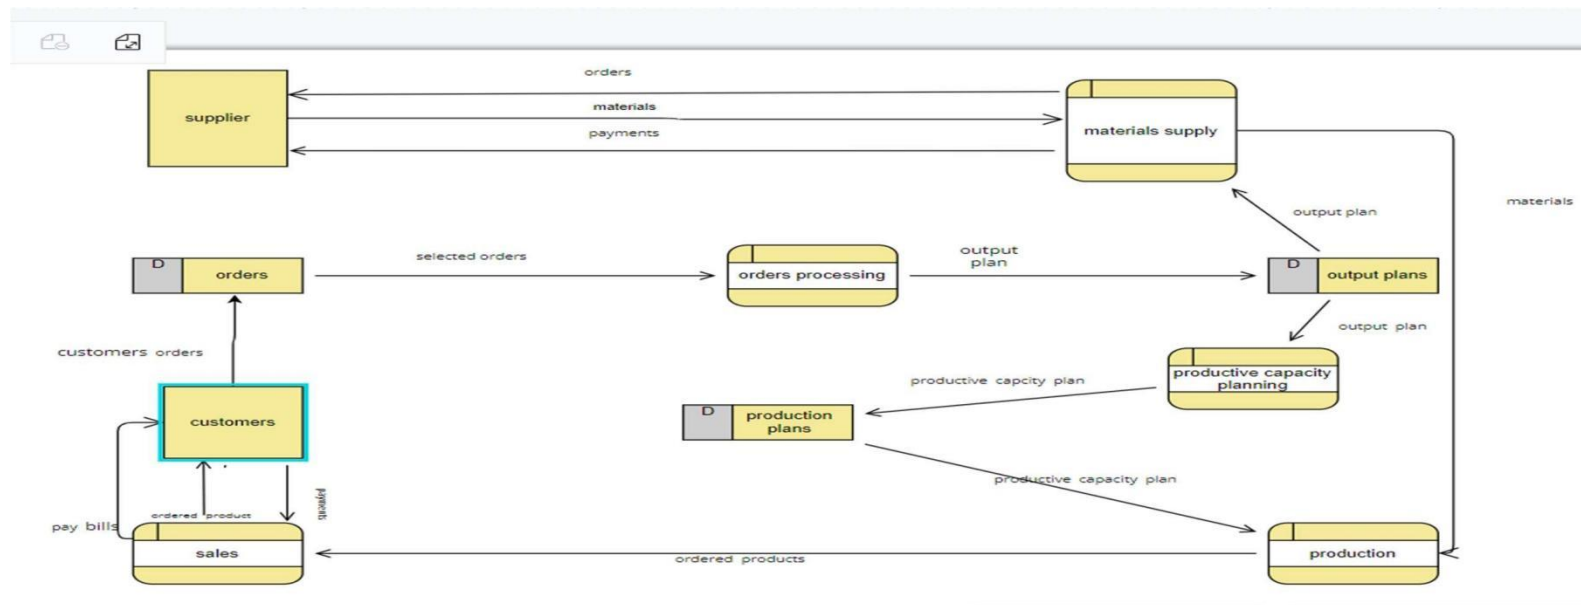 orders
supplier
materials
payments
materials supply
materials
output plan
D
orders
selected orders
orders processing
output
plan
D
output plans
output plan
customers orders
productive capacity
planning
productive capcity plan
D
production
plans
customers
productive capacity plan
payments
ordered product
pay bills
sales
ordered products
production